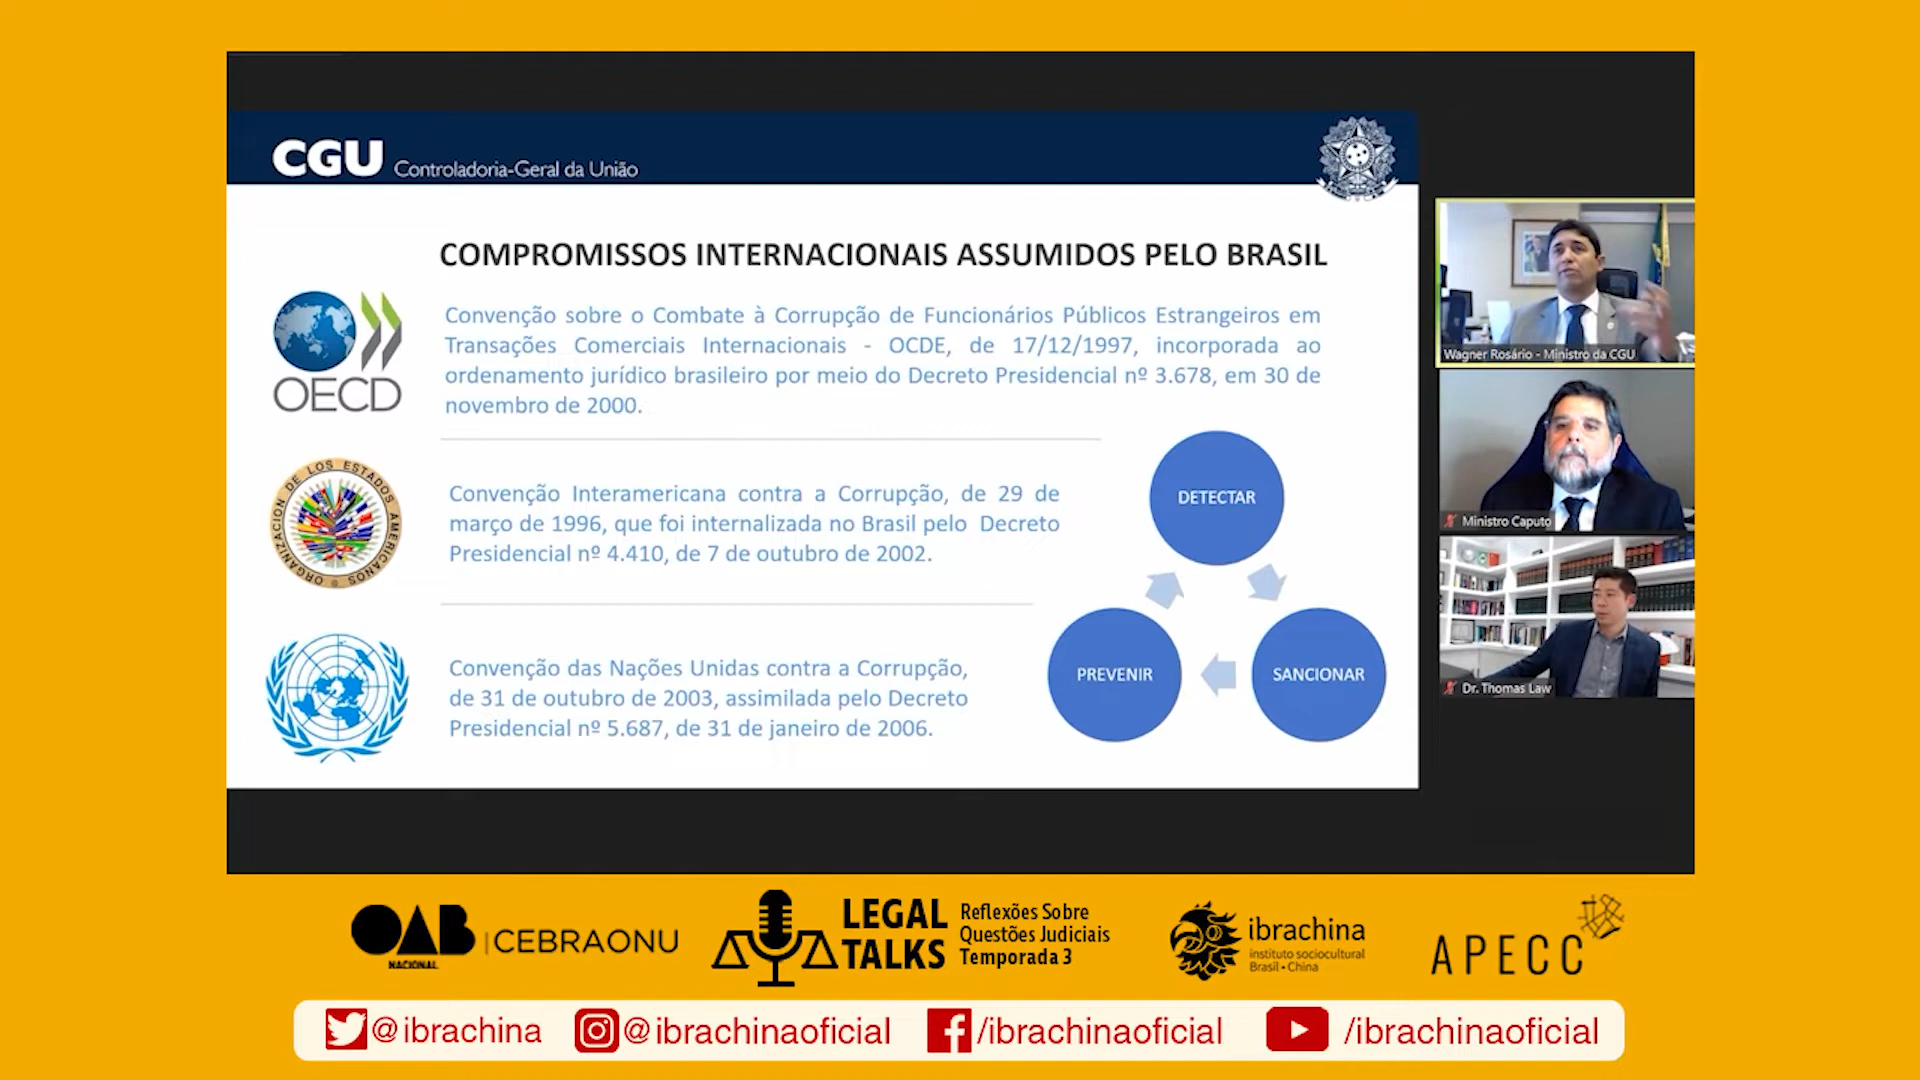 CGU Controladoria-Geral da União
COMPROMISSOS INTERNACIONAIS ASSUMIDOS PELO BRASIL
OECD
Convenção sobre o Combate à Corrupção de Funcionários Públicos Estrangeiros em
Transações Comerciais Internacionais - OCDE, de 17/12/1997, incorporada ao
ordenamento jurídico brasileiro por meio do Decreto Presidencial nº 3.678, em 30 de
novembro de 2000.
ORGANIZACION DE LOS ESTADOS AMERICANOS
Convenção Interamericana contra a Corrupção, de 29 de
março de 1996, que foi internalizada no Brasil pelo Decreto
Presidencial nº 4.410, de 7 de outubro de 2002.
Convenção das Nações Unidas contra a Corrupção,
de 31 de outubro de 2003, assimilada pelo Decreto
Presidencial nº 5.687, de 31 de janeiro de 2006.
DETECTAR
PREVENIR
SANCIONAR
Wagner Rosário - Ministro da CGU
Ministro Caputo
Dr. Thomas Law
OAB
NACIONAL
CEBRAONU
LEGAL
TALKS
Reflexões Sobre
Questões Judiciais
Temporada 3
ibrachina
instituto sociocultural
Brasil • China
APECC
@ibrachina
@ibrachinaoficial
/ibrachinaoficial
/ibrachinaoficial